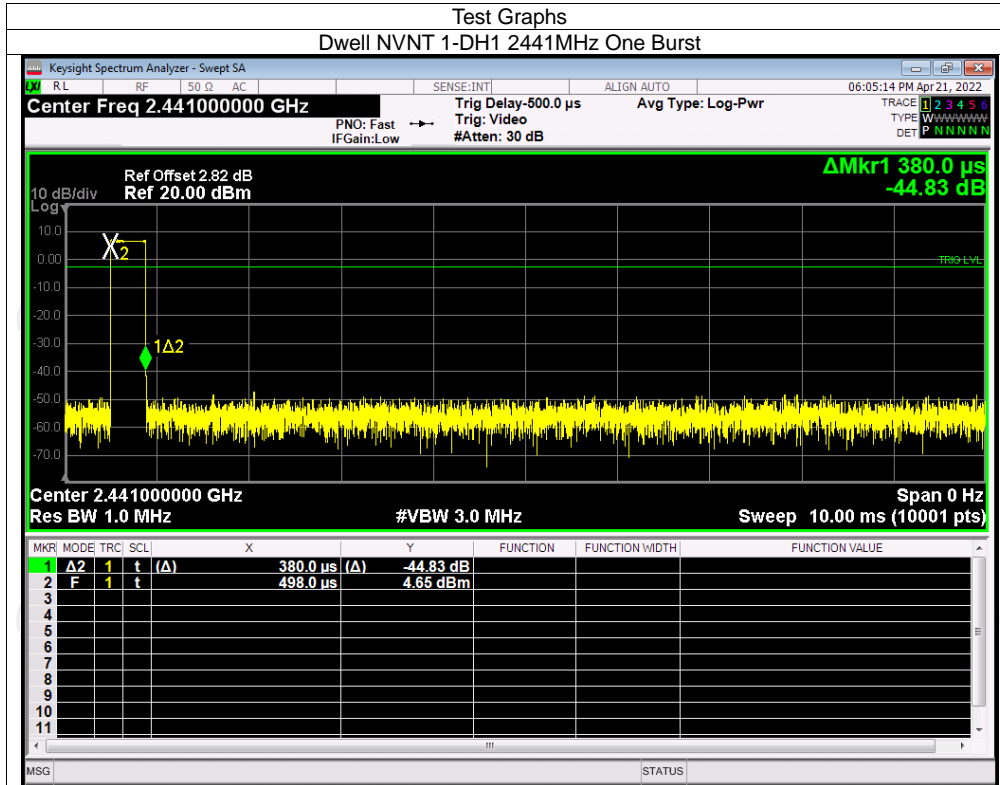 Test Graphs
Dwell NVNT 1-DH1 2441MHz One Burst
Keysight Spectrum Analyzer - Swept SA
LXI RL RF 50 Ω AC SENSE:INT ALIGN AUTO 06:05:14 PM Apr 21, 2022
Center Freq 2.441000000 GHz Trig Delay-500.0 µs Avg Type: Log-Pwr TRACE 1 2 3 4 5 6
PNO: Fast Trig: Video TYPE WWWWWW
IFGain:Low #Atten: 30 dB DET P N N N N N
ΔMkr1 380.0 µs
Ref Offset 2.82 dB
10 dB/div Ref 20.00 dBm -44.83 dB
Log
10.0
2
0.00
TRIG LVL
-10.0
-20.0
-30.0
1Δ2
-40.0
-50.0
-60.0
-70.0
Center 2.441000000 GHz Span 0 Hz
Res BW 1.0 MHz #VBW 3.0 MHz Sweep 10.00 ms (10001 pts)
MKR MODE TRC SCL X Y FUNCTION FUNCTION WIDTH FUNCTION VALUE
1 Δ2 1 t (Δ) 380.0 µs (Δ) -44.83 dB
2 F 1 t 498.0 µs 4.65 dBm
3
4
5
6
7
8
9
10
11
MSG STATUS